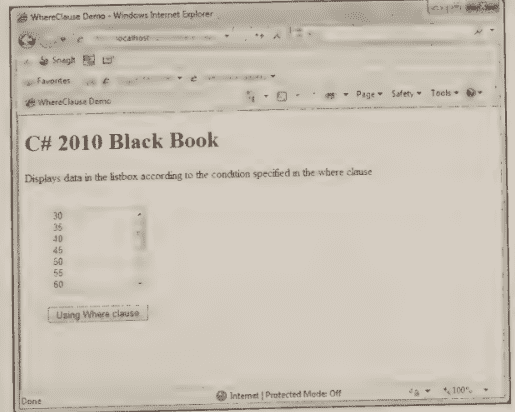 WhereClause Demo - Windows Internet Explorer
localhost
SnagIt
Favorites
WhereClause Demo
Page Safety Tools
C# 2010 Black Book
Displays data in the listbox according to the condition specified in the where clause
30
35
40
45
50
55
60
Using Where clause
Done
Internet | Protected Mode: Off
100%